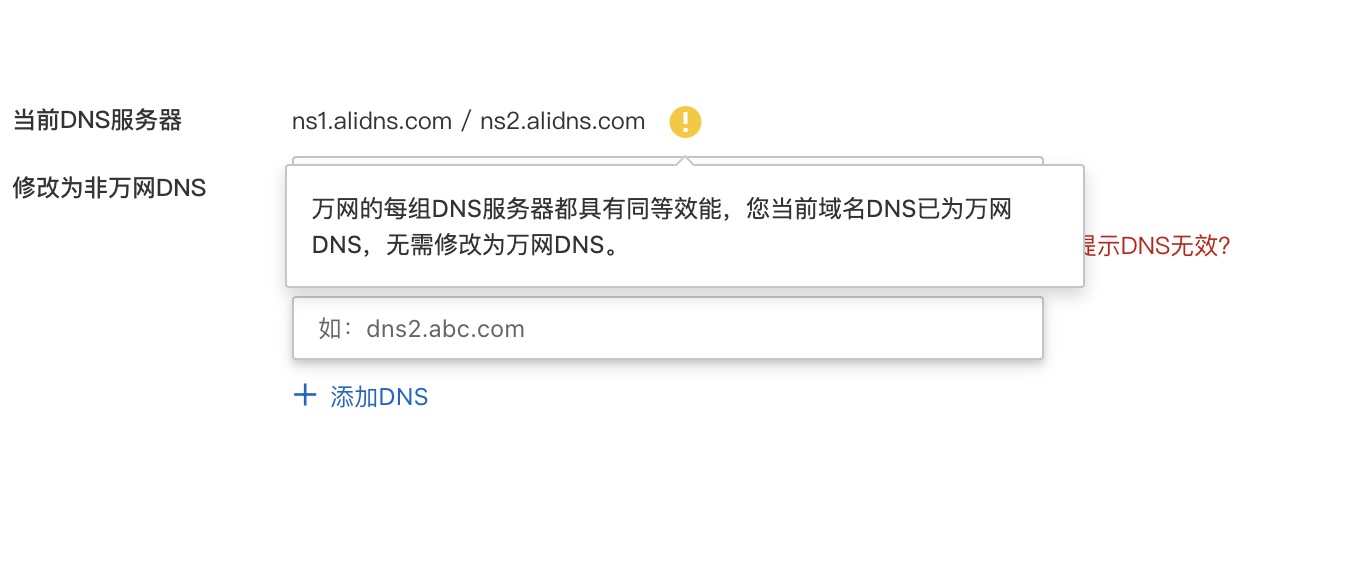 当前DNS服务器
ns1.alidns.com / ns2.alidns.com
修改为非万网DNS
万网的每组DNS服务器都具有同等效能，您当前域名DNS已为万网
DNS，无需修改为万网DNS。
提示DNS无效?
如：dns2.abc.com
添加DNS